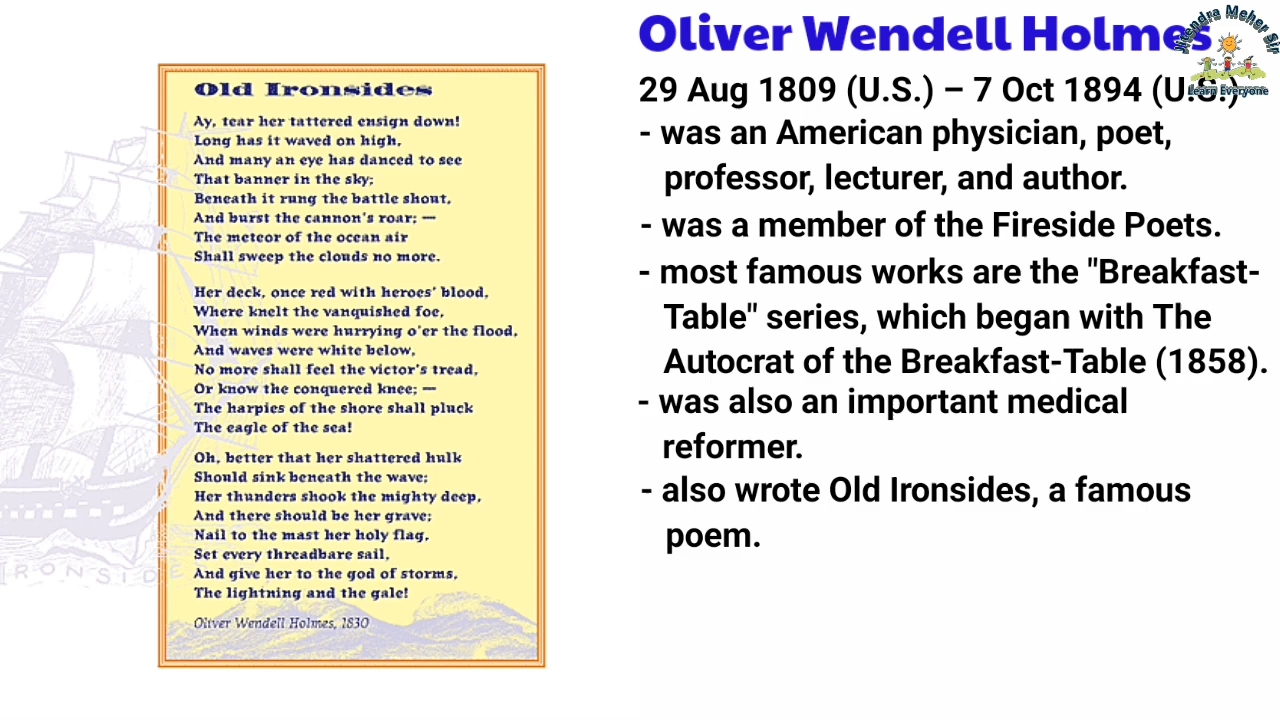 Old Ironsides
Ay, tear her tattered ensign down!
Long has it waved on high,
And many an eye has danced to see
That banner in the sky;
Beneath it rung the battle shout,
And burst the cannon's roar; —
The meteor of the ocean air
Shall sweep the clouds no more.
Her deck, once red with heroes' blood,
Where knelt the vanquished foe,
When winds were hurrying o'er the flood,
And waves were white below,
No more shall feel the victor's tread,
Or know the conquered knee; —
The harpies of the shore shall pluck
The eagle of the sea!
Oh, better that her shattered hulk
Should sink beneath the wave;
Her thunders shook the mighty deep,
And there should be her grave;
Nail to the mast her holy flag,
Set every threadbare sail,
And give her to the god of storms,
The lightning and the gale!
Oliver Wendell Holmes, 1830
IRONSIDE
Oliver Wendell Holmes
29 Aug 1809 (U.S.) – 7 Oct 1894 (U.S.)
- was an American physician, poet,
professor, lecturer, and author.
- was a member of the Fireside Poets.
- most famous works are the "Breakfast-
Table" series, which began with The
Autocrat of the Breakfast-Table (1858).
- was also an important medical
reformer.
- also wrote Old Ironsides, a famous
poem.
Jitendra Meher Sir
Learn Everyone